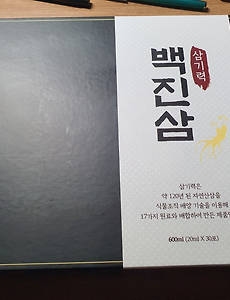 삼기력
백진삼
삼기력은
약 120년 된 자연산삼을
식물조직 배양 기술을 이용해
17가지 원료와 배합하여 만든 제품
600ml (20ml X 30포)